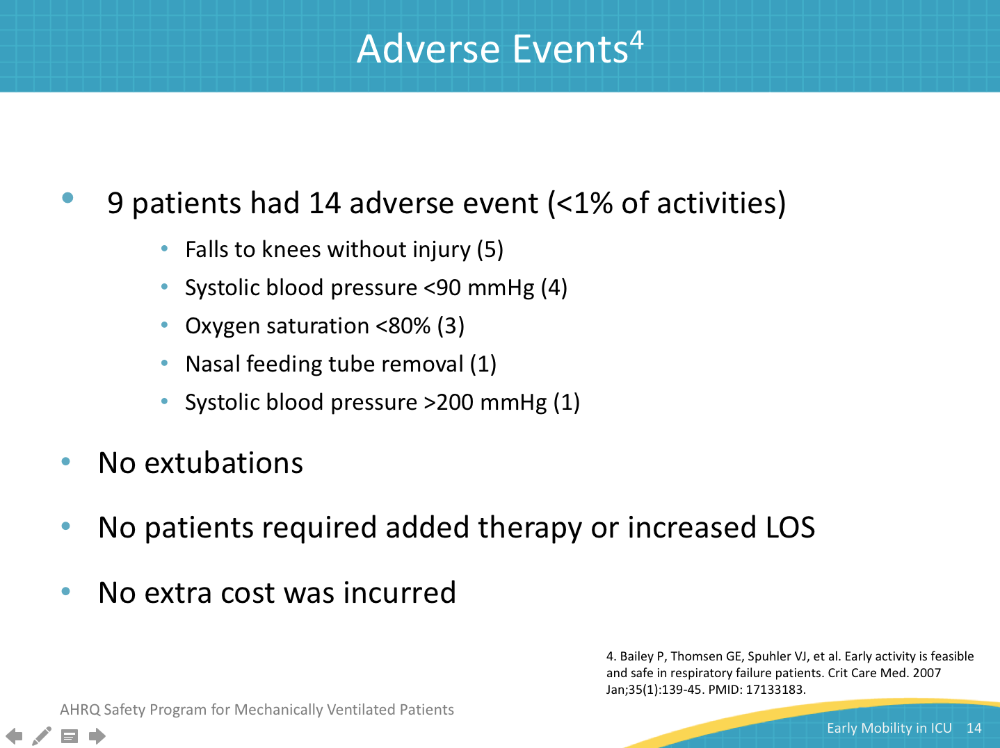 Adverse Events4
• 9 patients had 14 adverse event (<1% of activities)
• Falls to knees without injury (5)
• Systolic blood pressure <90 mmHg (4)
• Oxygen saturation <80% (3)
• Nasal feeding tube removal (1)
• Systolic blood pressure >200 mmHg (1)
• No extubations
• No patients required added therapy or increased LOS
• No extra cost was incurred
4. Bailey P, Thomsen GE, Spuhler VJ, et al. Early activity is feasible
and safe in respiratory failure patients. Crit Care Med. 2007
Jan;35(1):139-45. PMID: 17133183.
AHRQ Safety Program for Mechanically Ventilated Patients
Early Mobility in ICU 14